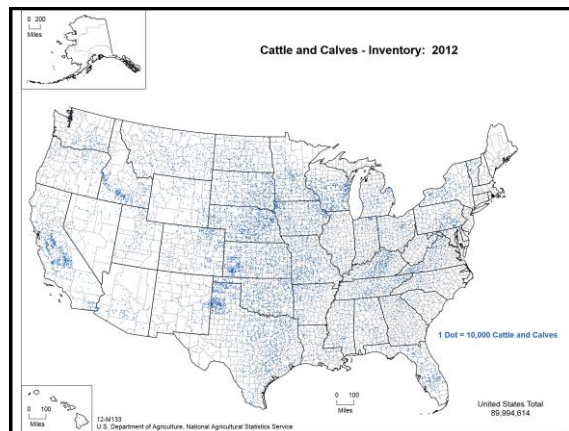 0 200
Miles
Cattle and Calves - Inventory: 2012
1 Dot = 10,000 Cattle and Calves
0 100
Miles
0 100
Miles
United States Total
89,994,614
12-M133
U.S. Department of Agriculture, National Agricultural Statistics Service